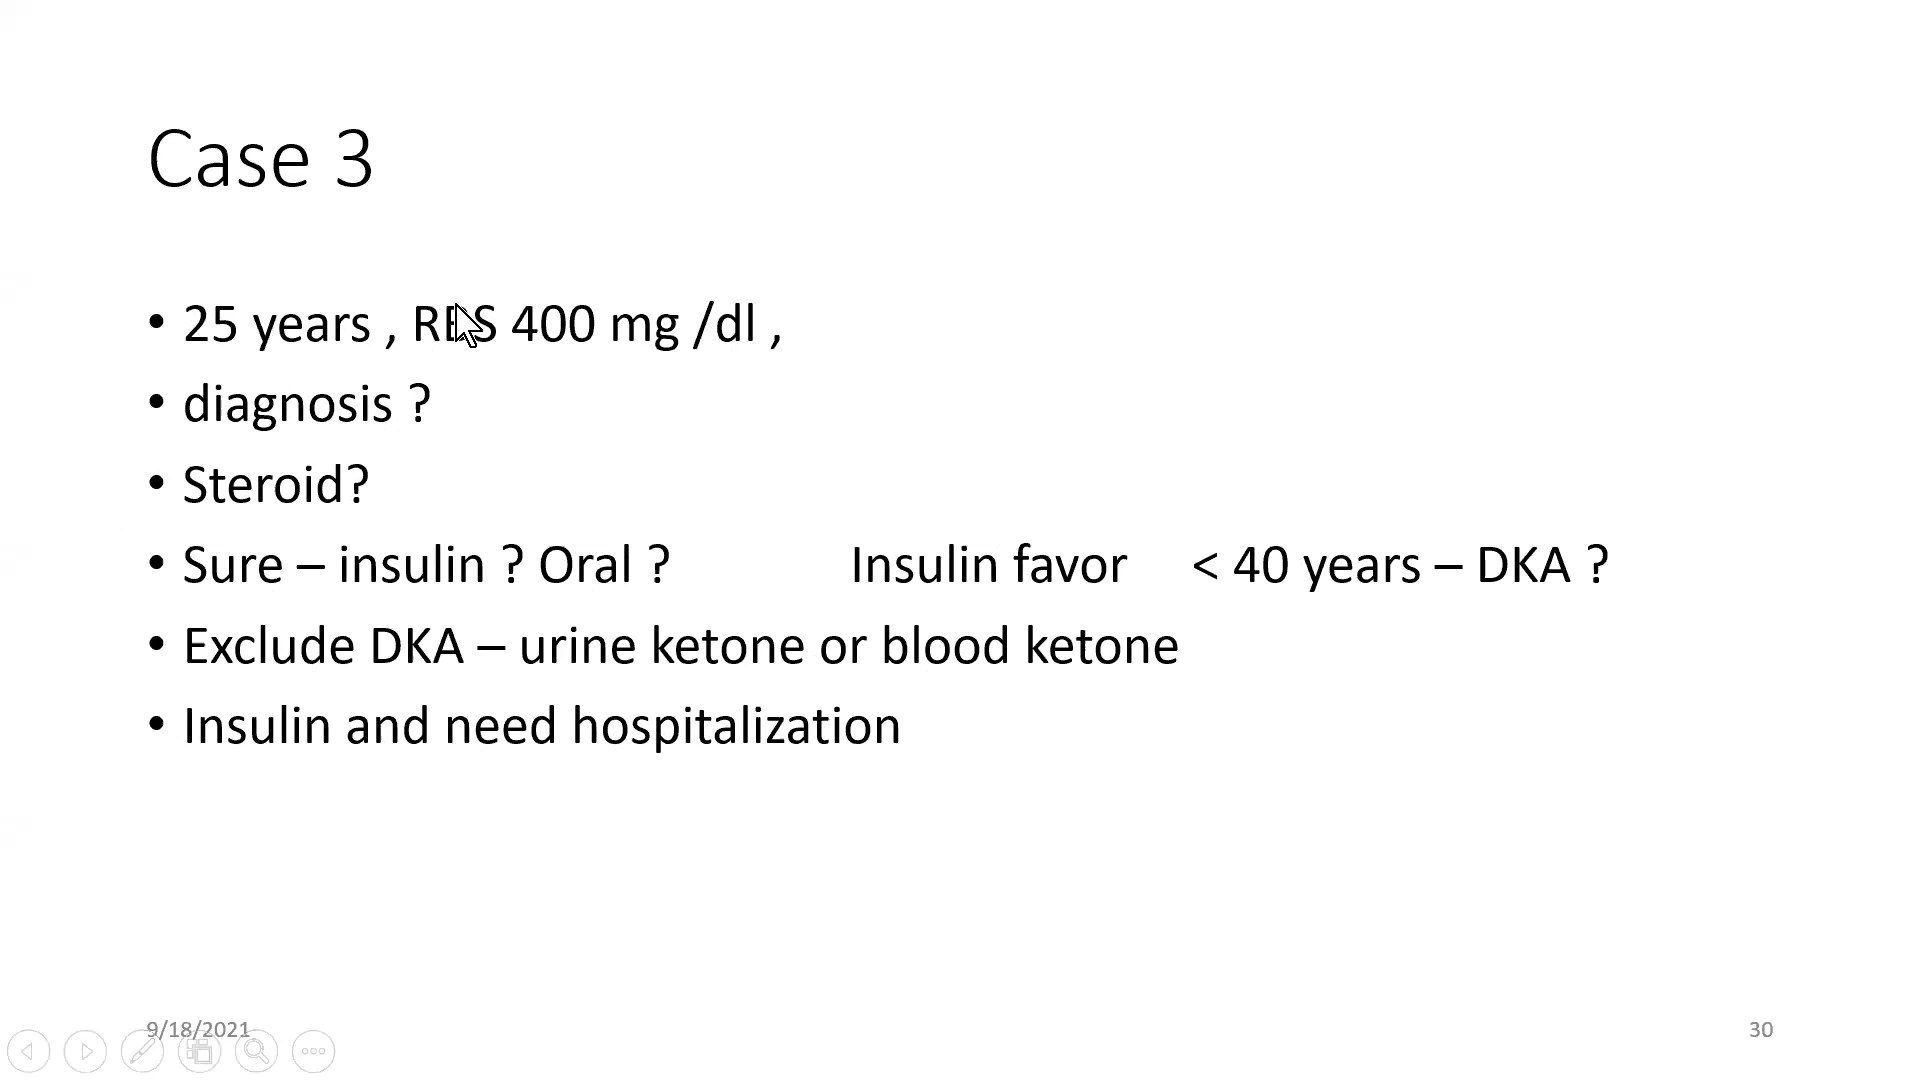 Case 3
• 25 years , RBS 400 mg /dl ,
• diagnosis ?
• Steroid?
• Sure – insulin ? Oral ? Insulin favor < 40 years – DKA ?
• Exclude DKA – urine ketone or blood ketone
• Insulin and need hospitalization
9/18/2021
30